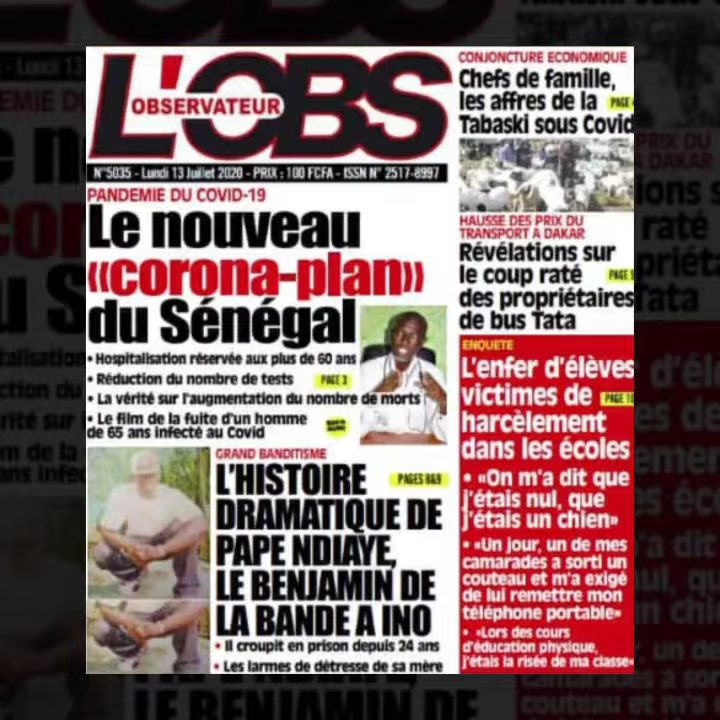 L'OBS
OBSERVATEUR
N°5035 - Lundi 13 Juillet 2020 - PRIX : 100 FCFA - ISSN N° 2517-8997
PANDEMIE DU COVID-19
Le nouveau
«corona-plan»
du Sénégal
• Hospitalisation réservée aux plus de 60 ans
• Réduction du nombre de tests PAGE 3
• La vérité sur l'augmentation du nombre de morts
• Le film de la fuite d'un homme
de 65 ans infecté au Covid
GRAND BANDITISME
L'HISTOIRE PAGES 8&9
DRAMATIQUE DE
PAPE NDIAYE,
LE BENJAMIN DE
LA BANDE A INO
• Il croupit en prison depuis 24 ans
• Les larmes de détresse de sa mère
CONJONCTURE ECONOMIQUE
Chefs de famille,
les affres de la PAGE
Tabaski sous Covid
HAUSSE DES PRIX DU
TRANSPORT A DAKAR
Révélations sur
le coup raté PAGE
des propriétaires
de bus Tata
ENQUETE
L'enfer d'élèves
victimes de PAGE
harcèlement
dans les écoles
• «On m'a dit que
j'étais nul, que
j'étais un chien»
• «Un jour, un de mes
camarades a sorti un
couteau et m'a exigé
de lui remettre mon
téléphone portable»
• «Lors des cours
d'éducation physique,
j'étais la risée de ma classe»